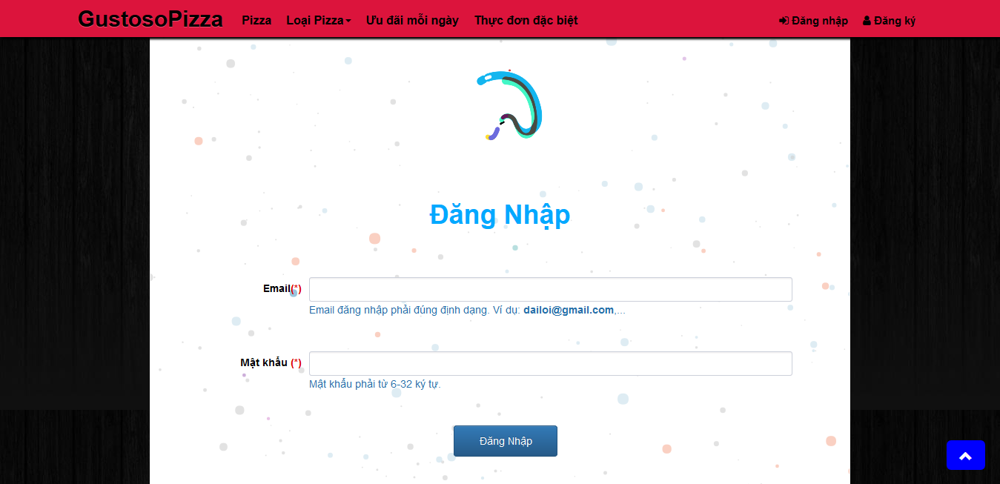 GustosoPizza Pizza Loại Pizza Ưu đãi mỗi ngày Thực đơn đặc biệt Đăng nhập Đăng ký
Đăng Nhập
Email(*)
Email đăng nhập phải đúng định dạng. Ví dụ: dailoi@gmail.com,...
Mật khẩu (*)
Mật khẩu phải từ 6-32 ký tự.
Đăng Nhập